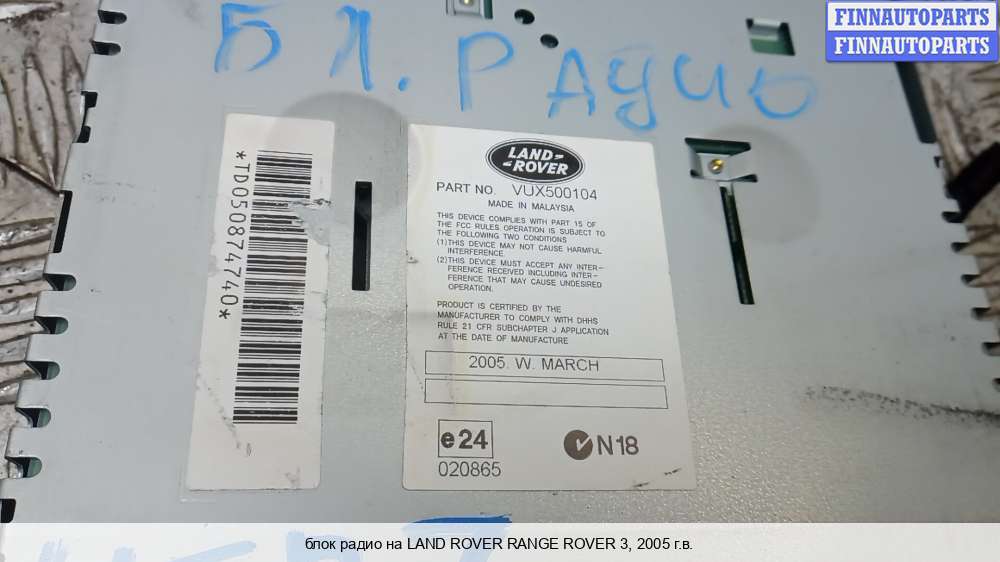 FINNAUTOPARTS
FINNAUTOPARTS
БЛ. РАДИО
*TD050874740*
LAND-
-ROVER
PART NO. VUX500104
MADE IN MALAYSIA
THIS DEVICE COMPLIES WITH PART 15 OF
THE FCC RULES. OPERATION IS SUBJECT TO
THE FOLLOWING TWO CONDITIONS
(1)THIS DEVICE MAY NOT CAUSE HARMFUL
INTERFERENCE.
(2)THIS DEVICE MUST ACCEPT ANY INTER-
FERENCE RECEIVED INCLUDING INTER-
FERENCE THAT MAY CAUSE UNDESIRED
OPERATION.
PRODUCT IS CERTIFIED BY THE
MANUFACTURER TO COMPLY WITH DHHS
RULE 21 CFR SUBCHAPTER J APPLICATION
AT THE DATE OF MANUFACTURE
2005. W. MARCH
e24
N18
020865
блок радио на LAND ROVER RANGE ROVER 3, 2005 г.в.